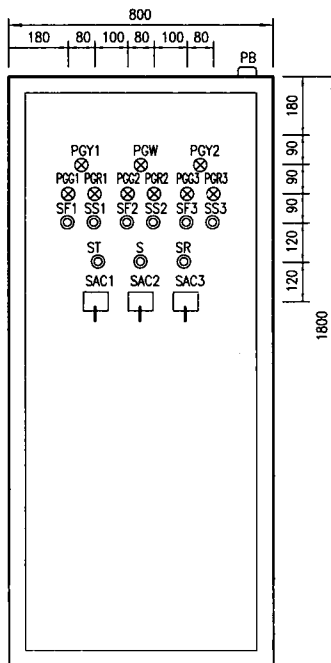 800
180 80 100 80 100 80
PB
PGY1 PGW PGY2
PGG1 PGR1 PGG2 PGR2 PGG3 PGR3
SF1 SS1 SF2 SS2 SF3 SS3
ST S SR
SAC1 SAC2 SAC3
180
90
90
90
120
120
1800